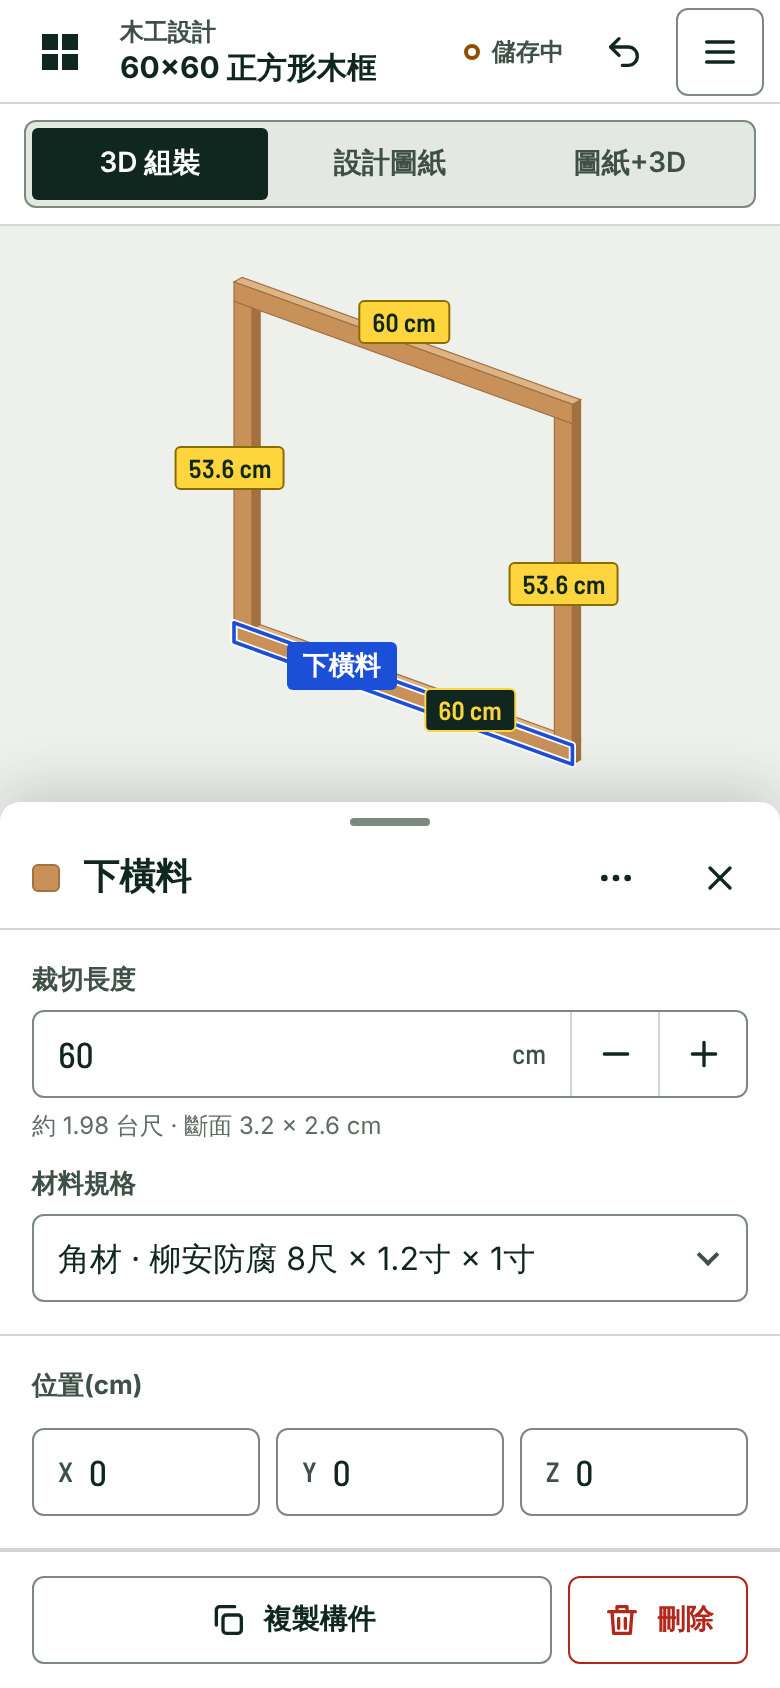 木工設計
60×60 正方形木框
儲存中
3D 組裝
設計圖紙
圖紙+3D
60 cm
53.6 cm
53.6 cm
下橫料
60 cm
下橫料
裁切長度
60 cm
約 1.98 台尺 · 斷面 3.2 × 2.6 cm
材料規格
角材 · 柳安防腐 8尺 × 1.2寸 × 1寸
位置(cm)
X 0
Y 0
Z 0
複製構件
刪除